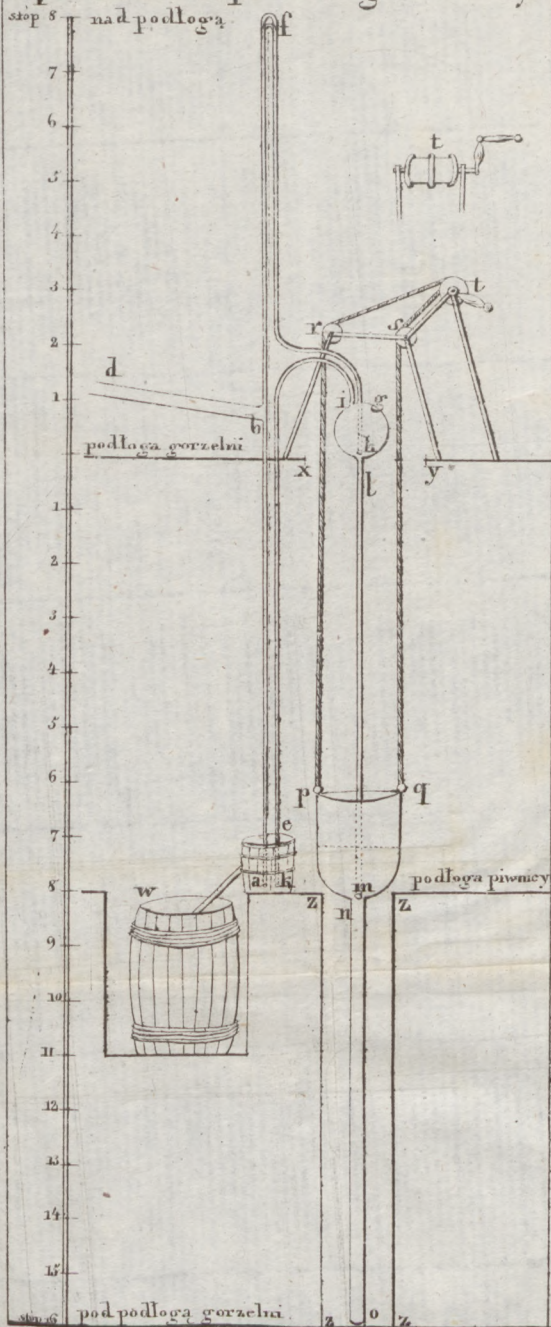 stop 8 nad podłogą f
7
6
t
5
4
3 t
2 r s
d
1 i g
b h
podłoga gorzelni
x l y
1
2
3
4
5
6
p q
7 e
a k m podłoga piwnicy
8 w z n z
9
10
11
12
13
14
15
stop 16 pod podłogą gorzelni z o z